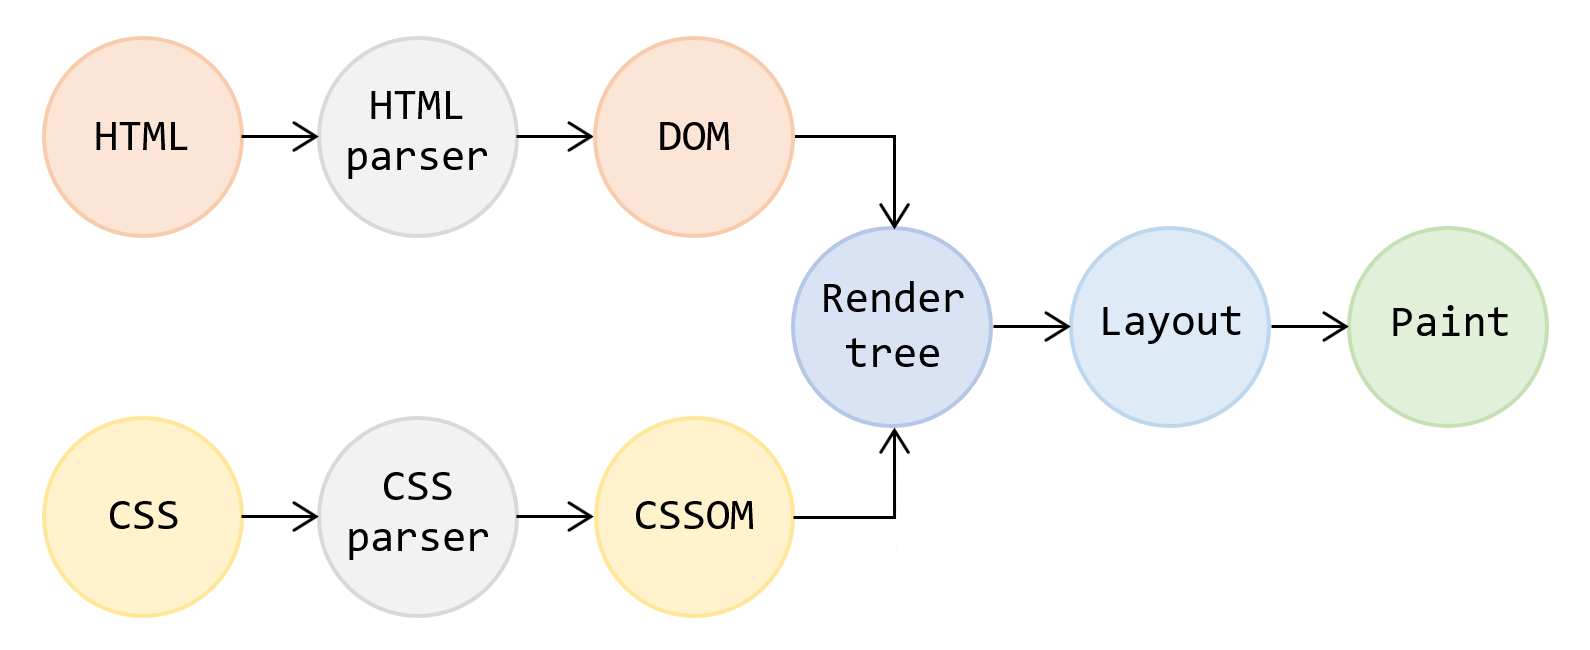 HTML
HTML
parser
DOM
Render
tree
Layout
Paint
CSS
CSS
parser
CSSOM